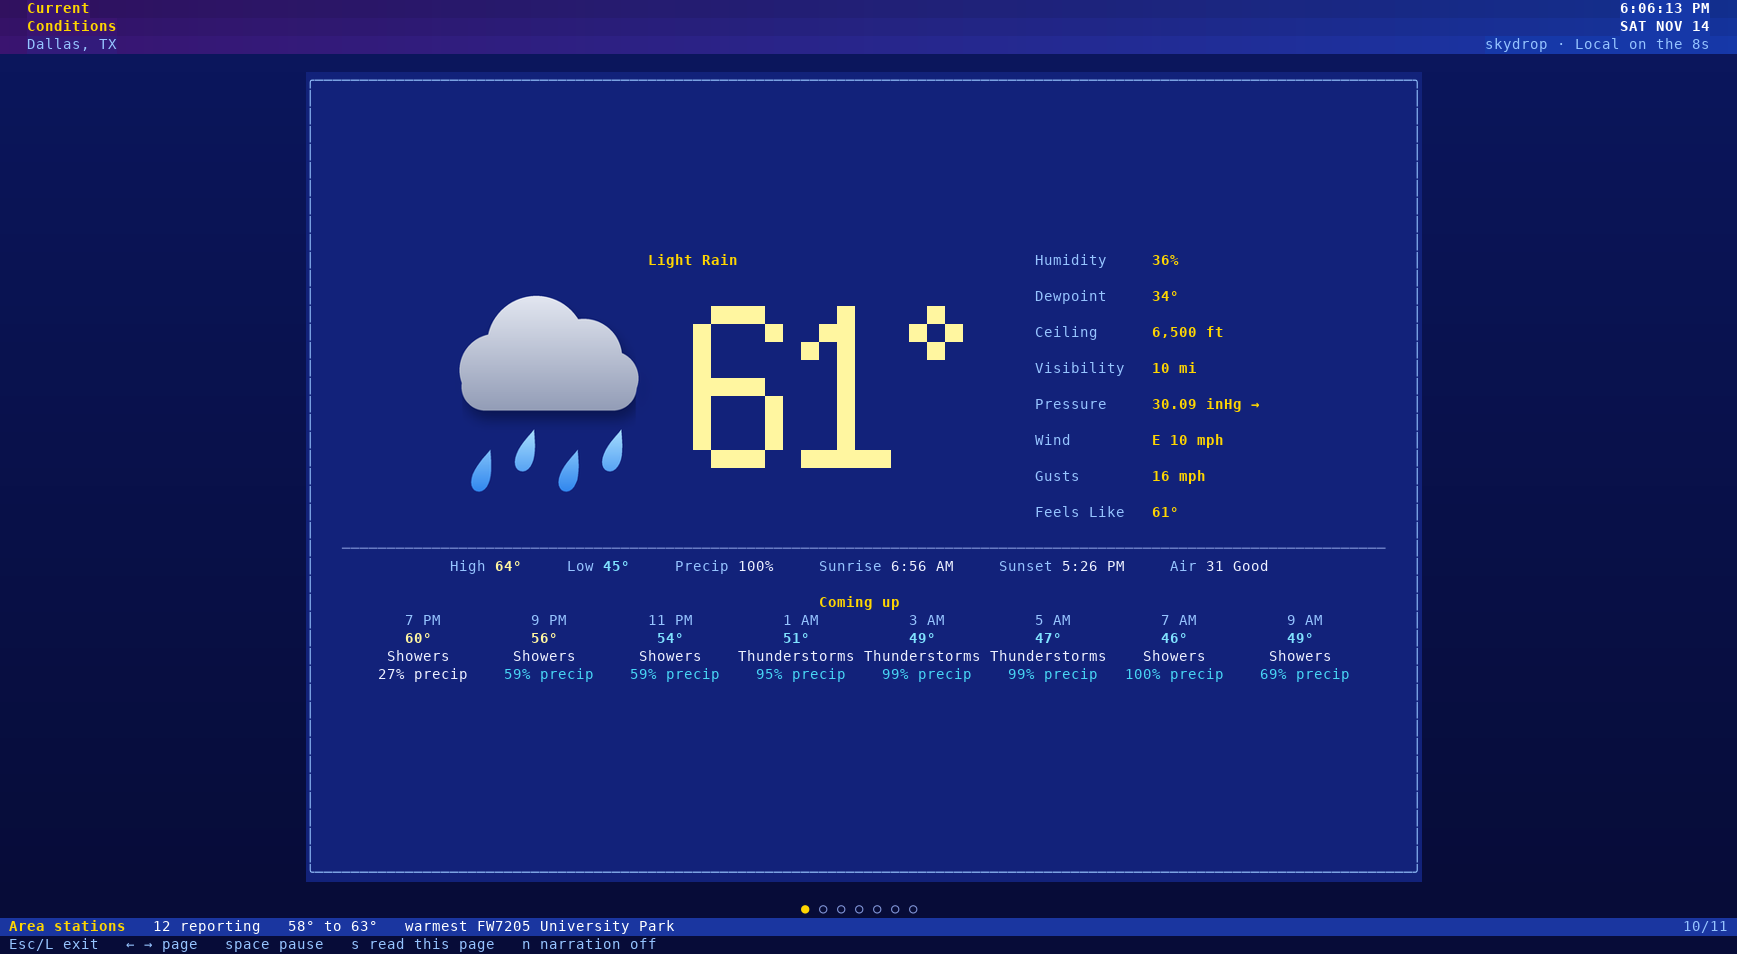 Current
Conditions
Dallas, TX
6:06:13 PM
SAT NOV 14
skydrop · Local on the 8s
Light Rain
61°
Humidity 36%
Dewpoint 34°
Ceiling 6,500 ft
Visibility 10 mi
Pressure 30.09 inHg →
Wind E 10 mph
Gusts 16 mph
Feels Like 61°
High 64° Low 45° Precip 100% Sunrise 6:56 AM Sunset 5:26 PM Air 31 Good
Coming up
7 PM 9 PM 11 PM 1 AM 3 AM 5 AM 7 AM 9 AM
60° 56° 54° 51° 49° 47° 46° 49°
Showers Showers Showers Thunderstorms Thunderstorms Thunderstorms Showers Showers
27% precip 59% precip 59% precip 95% precip 99% precip 99% precip 100% precip 69% precip
Area stations 12 reporting 58° to 63° warmest FW7205 University Park 10/11
Esc/L exit ← → page space pause s read this page n narration off